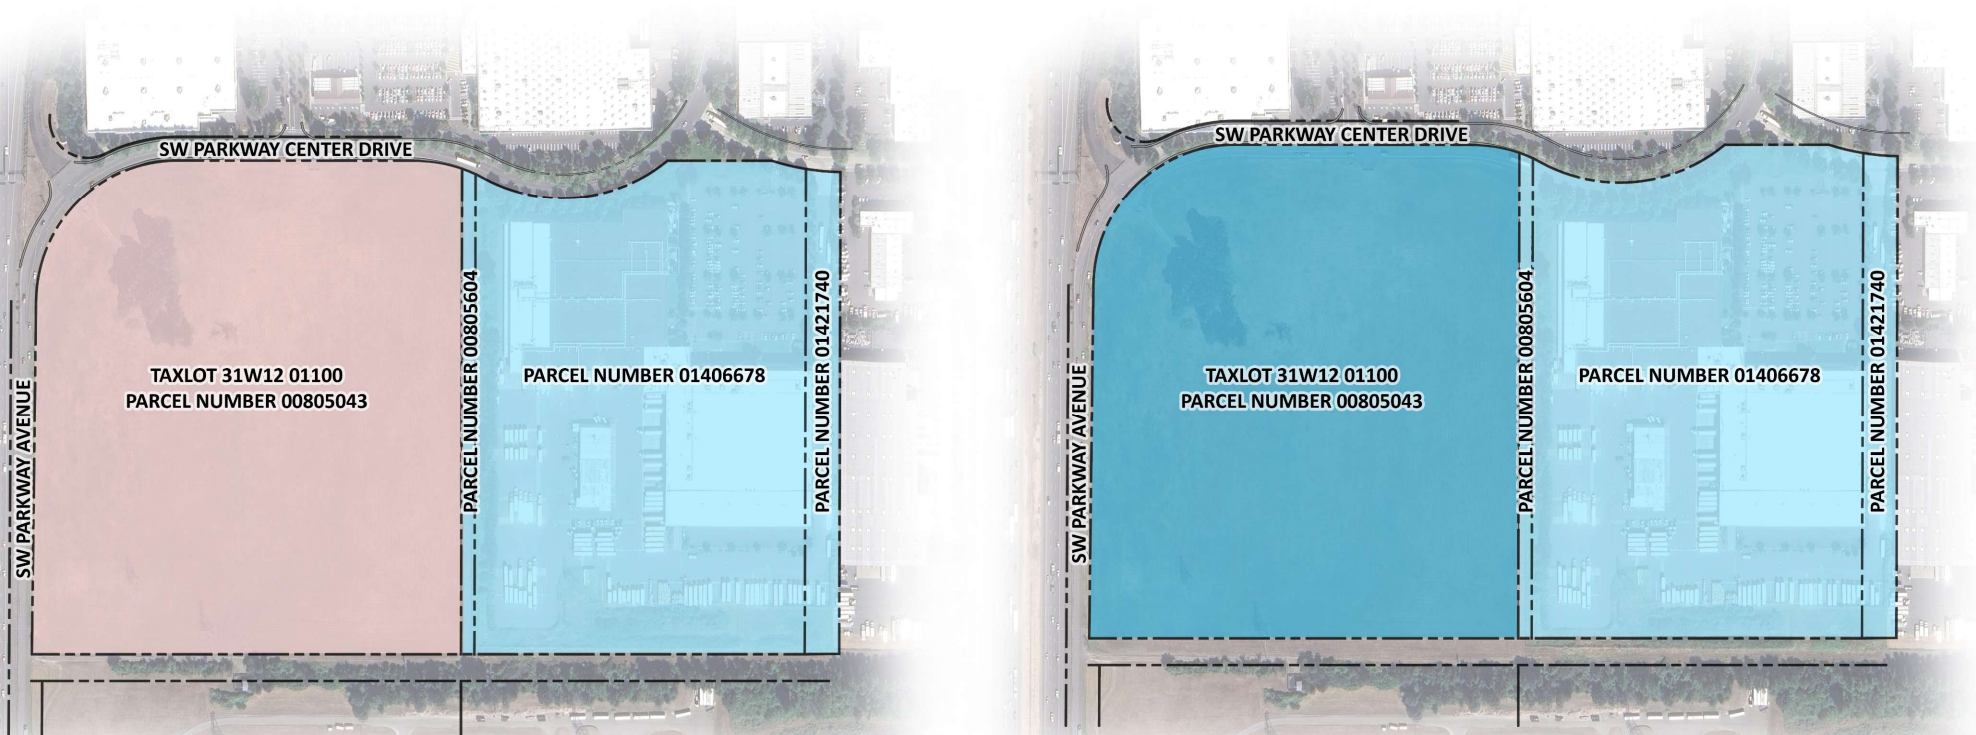 SW PARKWAY CENTER DRIVE
TAXLOT 31W12 01100
PARCEL NUMBER 00805043
PARCEL NUMBER 00805604
PARCEL NUMBER 01406678
PARCEL NUMBER 01421740
SW PARKWAY AVENUE
SW PARKWAY CENTER DRIVE
TAXLOT 31W12 01100
PARCEL NUMBER 00805043
PARCEL NUMBER 00805604
PARCEL NUMBER 01406678
PARCEL NUMBER 01421740
SW PARKWAY AVENUE